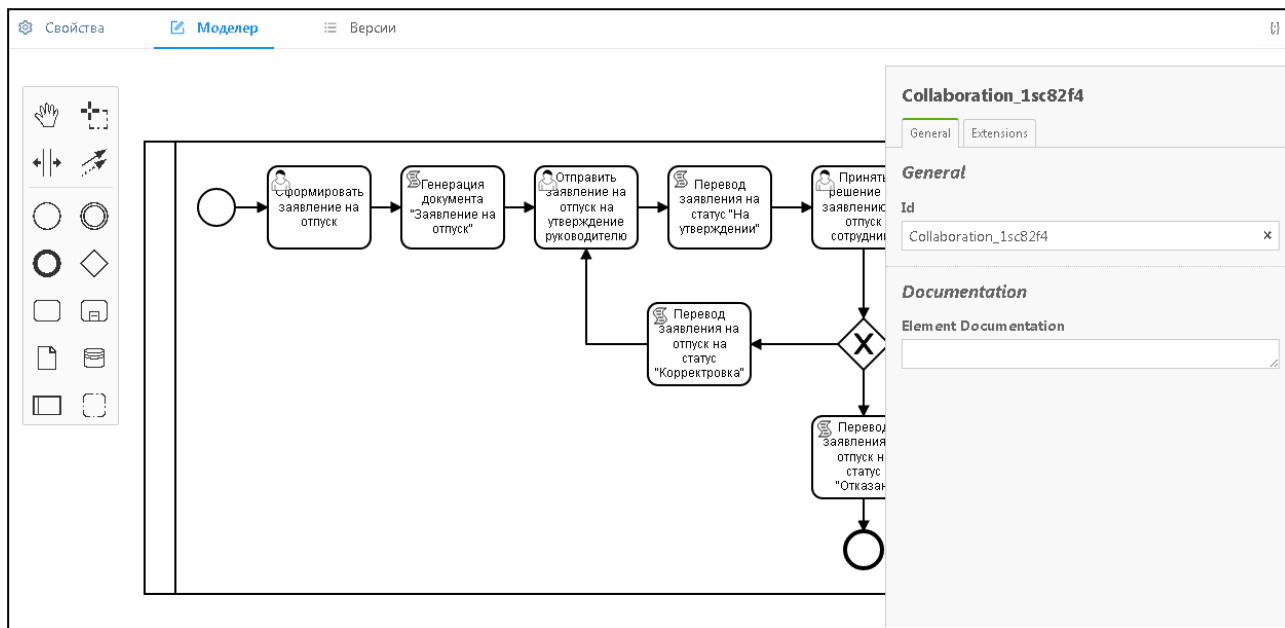 Свойства
Моделер
Версии
Collaboration_1sc82f4
General
Extensions
General
Id
Collaboration_1sc82f4
Documentation
Element Documentation
Сформировать
заявление на
отпуск
Генерация
документа
"Заявление на
отпуск"
Отправить
заявление на
отпуск на
утверждение
руководителю
Перевод
заявления на
статус "На
утверждении"
Принять
решение
заявлению
отпуск
сотрудни
Перевод
заявления на
отпуск на
статус
"Корректровка"
Перевод
заявления
отпуск н
статус
"Отказан